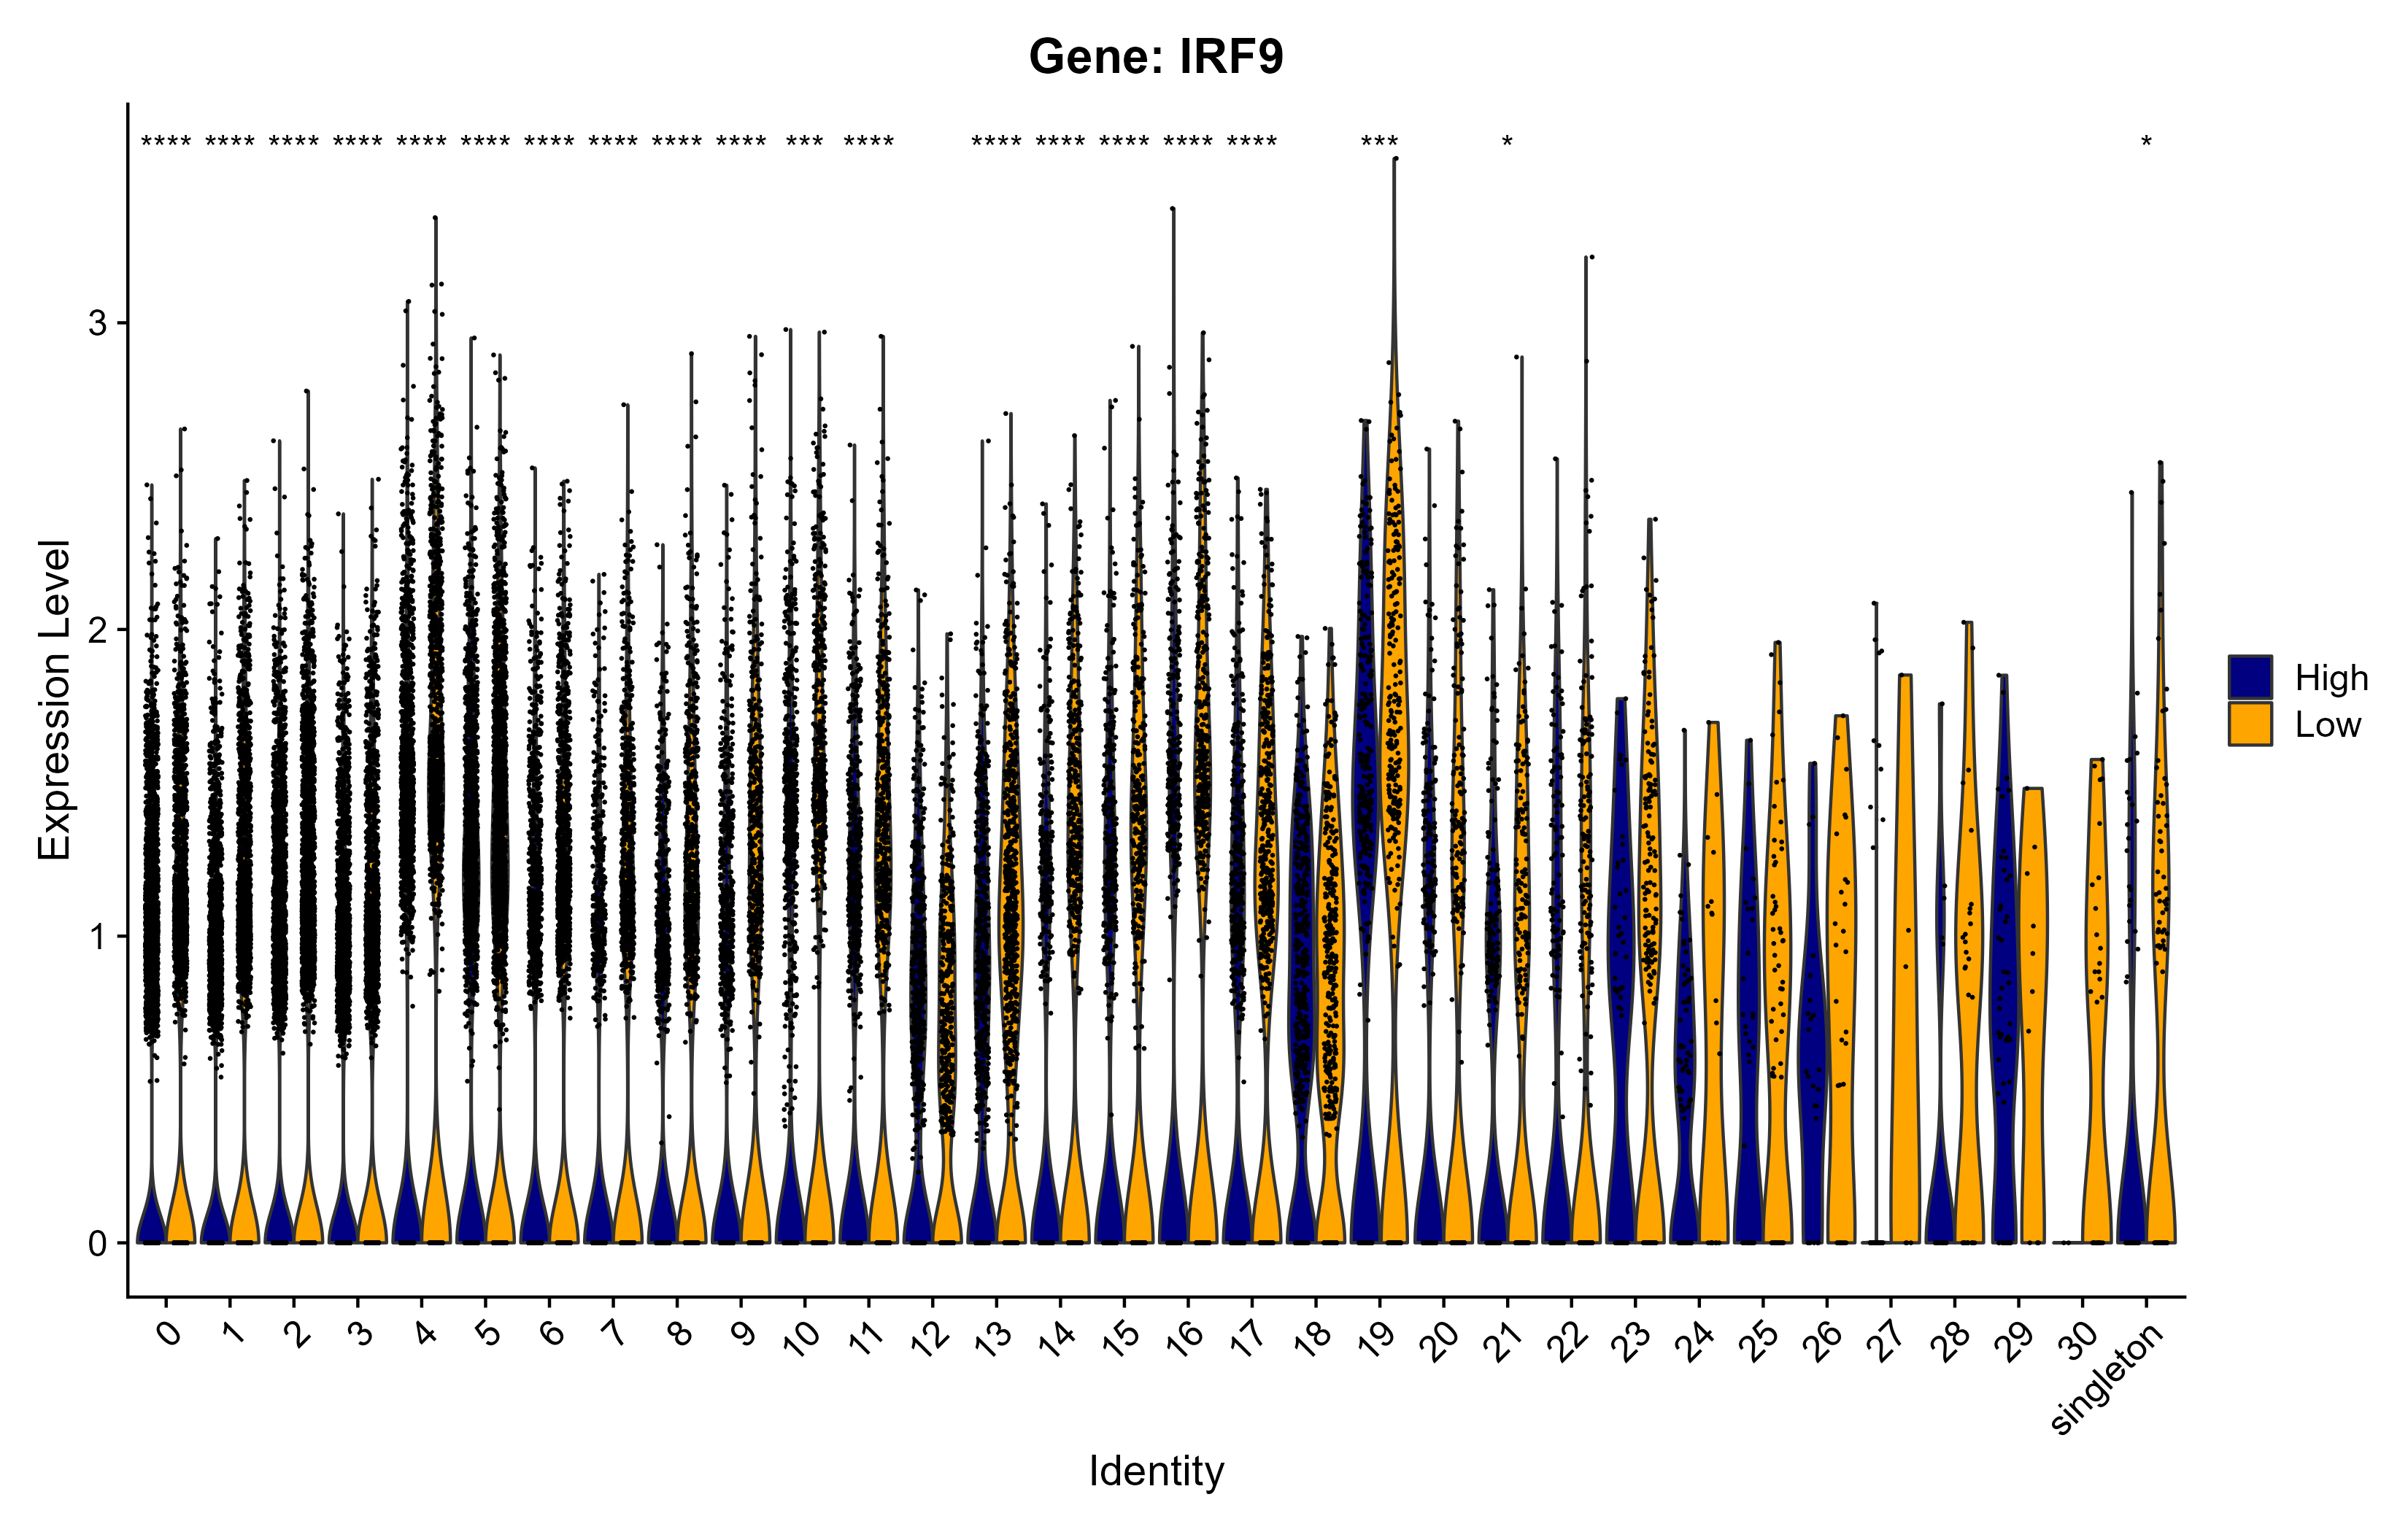 Gene: IRF9
**** **** **** **** **** **** **** **** **** **** *** **** **** **** **** **** **** *** * *
Expression Level
3
2
1
0
0 1 2 3 4 5 6 7 8 9 10 11 12 13 14 15 16 17 18 19 20 21 22 23 24 25 26 27 28 29 30 singleton
Identity
High
Low